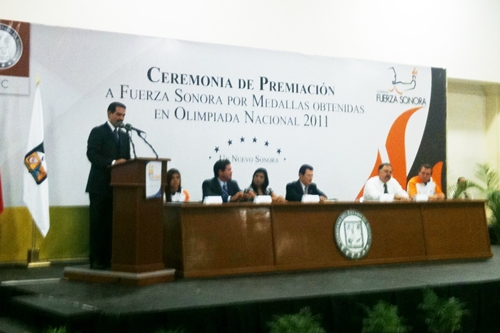 CEREMONIA DE PREMIACIÓN
A FUERZA SONORA POR MEDALLAS OBTENIDAS
EN OLIMPIADA NACIONAL 2011
NUEVO SONORA
FUERZA SONORA